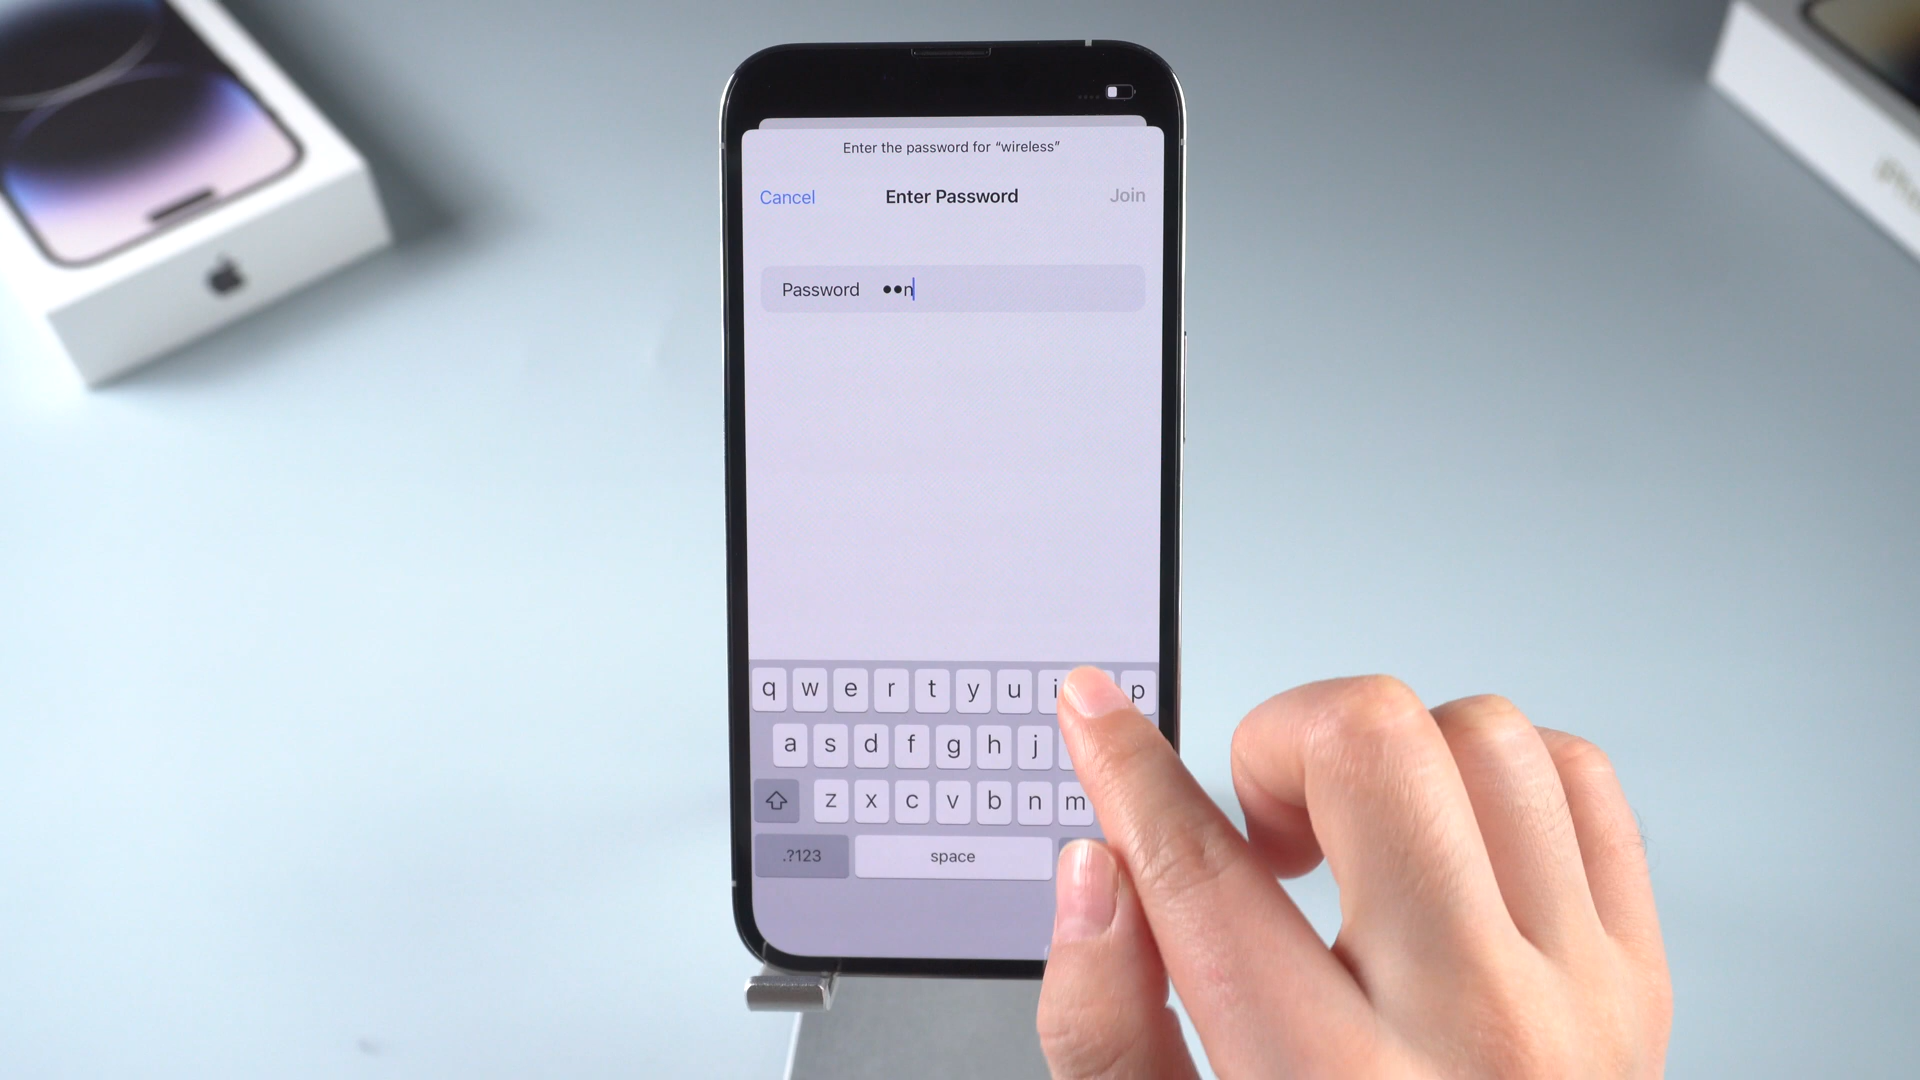 Enter the password for “wireless”
Cancel Enter Password Join
Password ••n
q w e r t y u i p
a s d f g h j
z x c v b n m
.?123 space